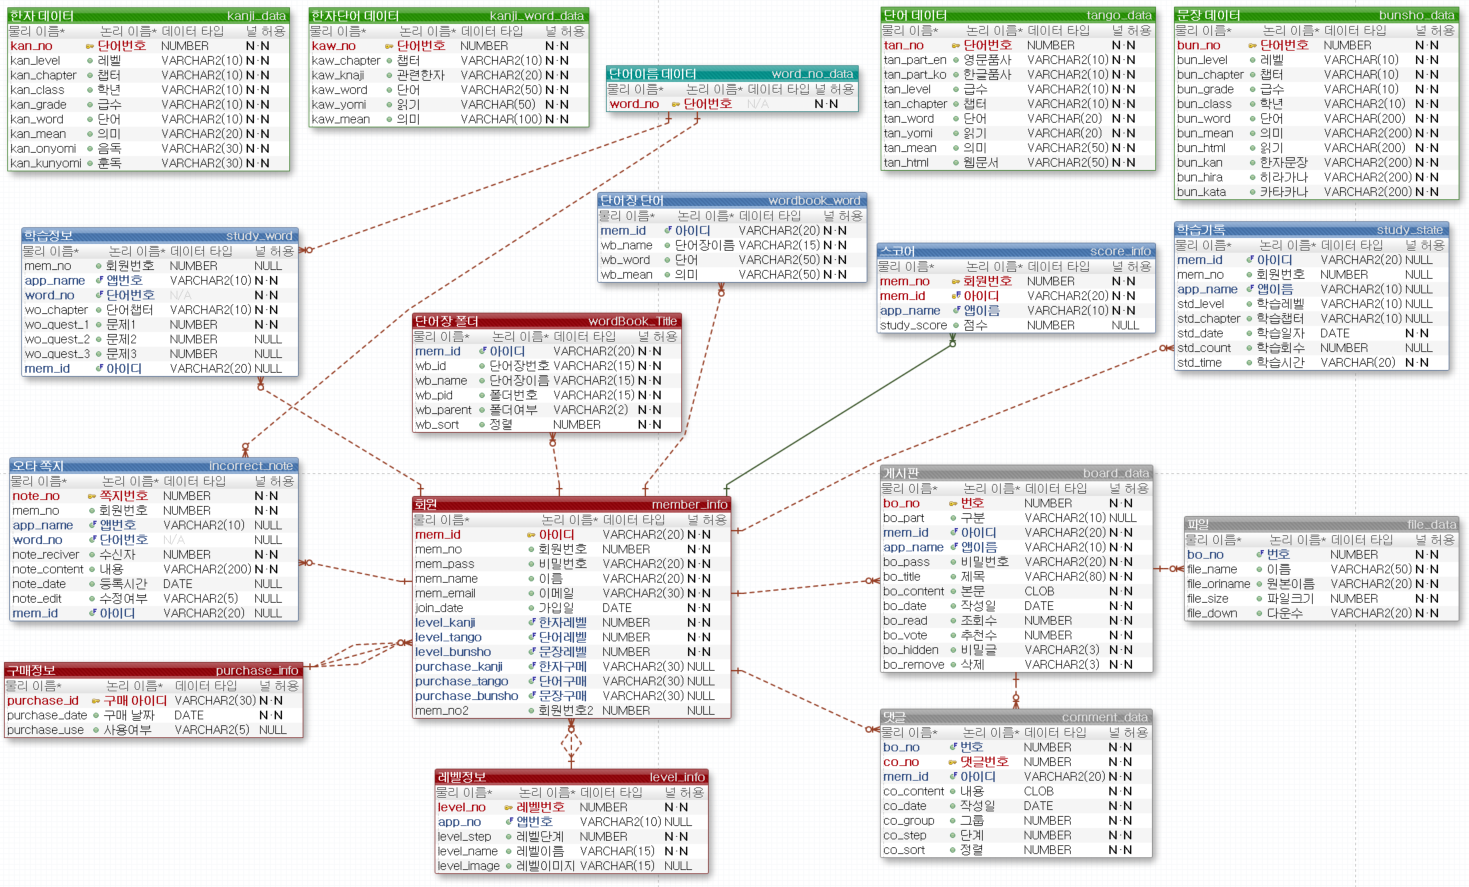 한자 데이터 kanji_data
물리 이름* 논리 이름* 데이터 타입 널 허용
kan_no 단어번호 NUMBER N·N
kan_level 레벨 VARCHAR2(10) N·N
kan_chapter 챕터 VARCHAR2(10) N·N
kan_class 학년 VARCHAR2(10) N·N
kan_grade 급수 VARCHAR2(10) N·N
kan_word 단어 VARCHAR2(10) N·N
kan_mean 의미 VARCHAR2(20) N·N
kan_onyomi 음독 VARCHAR2(30) N·N
kan_kunyomi 훈독 VARCHAR2(30) N·N
한자단어 데이터 kanji_word_data
물리 이름* 논리 이름* 데이터 타입 널 허용
kaw_no 단어번호 NUMBER N·N
kaw_chapter 챕터 VARCHAR2(10) N·N
kaw_knaji 관련한자 VARCHAR2(20) N·N
kaw_word 단어 VARCHAR2(50) N·N
kaw_yomi 읽기 VARCHAR(50) N·N
kaw_mean 의미 VARCHAR(100) N·N
단어이름 데이터 word_no_data
물리 이름* 논리 이름* 데이터 타입 널 허용
word_no 단어번호 N/A N·N
단어 데이터 tango_data
물리 이름* 논리 이름* 데이터 타입 널 허용
tan_no 단어번호 NUMBER N·N
tan_part_en 영문품사 VARCHAR2(10) N·N
tan_part_ko 한글품사 VARCHAR2(10) N·N
tan_level 급수 VARCHAR2(10) N·N
tan_chapter 챕터 VARCHAR2(10) N·N
tan_word 단어 VARCHAR(20) N·N
tan_yomi 읽기 VARCHAR(20) N·N
tan_mean 의미 VARCHAR2(50) N·N
tan_html 웹문서 VARCHAR2(50) N·N
문장 데이터 bunsho_data
물리 이름* 논리 이름* 데이터 타입 널 허용
bun_no 단어번호 NUMBER N·N
bun_level 레벨 VARCHAR(10) N·N
bun_chapter 챕터 VARCHAR(10) N·N
bun_grade 급수 VARCHAR(10) N·N
bun_class 학년 VARCHAR2(10) N·N
bun_word 단어 VARCHAR(200) N·N
bun_mean 의미 VARCHAR2(200) N·N
bun_html 읽기 VARCHAR(200) N·N
bun_kan 한자문장 VARCHAR2(200) N·N
bun_hira 히라가나 VARCHAR2(200) N·N
bun_kata 카타카나 VARCHAR2(200) N·N
학습정보 study_word
물리 이름* 논리 이름* 데이터 타입 널 허용
mem_no 회원번호 NUMBER NULL
app_name 앱번호 VARCHAR2(10) N·N
word_no 단어번호 N/A N·N
wo_chapter 단어챕터 VARCHAR2(10) N·N
wo_quest_1 문제1 NUMBER N·N
wo_quest_2 문제2 NUMBER N·N
wo_quest_3 문제3 NUMBER N·N
mem_id 아이디 VARCHAR2(20) NULL
단어장 단어 wordbook_word
물리 이름* 논리 이름* 데이터 타입 널 허용
mem_id 아이디 VARCHAR2(20) N·N
wb_name 단어장이름 VARCHAR2(15) N·N
wb_word 단어 VARCHAR2(50) N·N
wb_mean 의미 VARCHAR2(50) N·N
스코어 score_info
물리 이름* 논리 이름* 데이터 타입 널 허용
mem_no 회원번호 NUMBER N·N
mem_id 아이디 VARCHAR2(20) N·N
app_name 앱이름 VARCHAR2(10) N·N
study_score 점수 NUMBER NULL
학습기록 study_state
물리 이름* 논리 이름* 데이터 타입 널 허용
mem_id 아이디 VARCHAR2(20) NULL
mem_no 회원번호 NUMBER NULL
app_name 앱이름 VARCHAR2(10) NULL
std_level 학습레벨 VARCHAR2(10) NULL
std_chapter 학습챕터 VARCHAR2(10) NULL
std_date 학습일자 DATE N·N
std_count 학습회수 NUMBER NULL
std_time 학습시간 VARCHAR(20) N·N
단어장 폴더 wordBook_Title
물리 이름* 논리 이름* 데이터 타입 널 허용
mem_id 아이디 VARCHAR2(20) N·N
wb_id 단어장번호 VARCHAR2(15) N·N
wb_name 단어장이름 VARCHAR2(15) N·N
wb_pid 폴더번호 VARCHAR2(15) N·N
wb_parent 폴더여부 VARCHAR2(2) N·N
wb_sort 정렬 NUMBER N·N
오타 쪽지 incorrect_note
물리 이름* 논리 이름* 데이터 타입 널 허용
note_no 쪽지번호 NUMBER N·N
mem_no 회원번호 NUMBER N·N
app_name 앱번호 VARCHAR2(10) NULL
word_no 단어번호 N/A NULL
note_reciver 수신자 NUMBER N·N
note_content 내용 VARCHAR2(200) N·N
note_date 등록시간 DATE NULL
note_edit 수정여부 VARCHAR2(5) NULL
mem_id 아이디 VARCHAR2(20) NULL
회원 member_info
물리 이름* 논리 이름* 데이터 타입 널 허용
mem_id 아이디 VARCHAR2(20) N·N
mem_no 회원번호 NUMBER N·N
mem_pass 비밀번호 VARCHAR2(20) N·N
mem_name 이름 VARCHAR2(20) N·N
mem_email 이메일 VARCHAR2(30) N·N
join_date 가입일 DATE N·N
level_kanji 한자레벨 NUMBER N·N
level_tango 단어레벨 NUMBER N·N
level_bunsho 문장레벨 NUMBER N·N
purchase_kanji 한자구매 VARCHAR2(30) NULL
purchase_tango 단어구매 VARCHAR2(30) NULL
purchase_bunsho 문장구매 VARCHAR2(30) NULL
mem_no2 회원번호2 NUMBER NULL
게시판 board_data
물리 이름* 논리 이름* 데이터 타입 널 허용
bo_no 번호 NUMBER N·N
bo_part 구분 VARCHAR2(10) NULL
mem_id 아이디 VARCHAR2(20) N·N
app_name 앱이름 VARCHAR2(10) N·N
bo_pass 비밀번호 VARCHAR2(20) N·N
bo_title 제목 VARCHAR2(80) N·N
bo_content 본문 CLOB N·N
bo_date 작성일 DATE N·N
bo_read 조회수 NUMBER N·N
bo_vote 추천수 NUMBER N·N
bo_hidden 비밀글 VARCHAR2(3) N·N
bo_remove 삭제 VARCHAR2(3) N·N
파일 file_data
물리 이름* 논리 이름* 데이터 타입 널 허용
bo_no 번호 NUMBER N·N
file_name 이름 VARCHAR2(50) N·N
file_oriname 원본이름 VARCHAR2(20) N·N
file_size 파일크기 NUMBER N·N
file_down 다운수 VARCHAR2(20) N·N
구매정보 purchase_info
물리 이름* 논리 이름* 데이터 타입 널 허용
purchase_id 구매 아이디 VARCHAR2(30) N·N
purchase_date 구매 날짜 DATE N·N
purchase_use 사용여부 VARCHAR2(5) NULL
레벨정보 level_info
물리 이름* 논리 이름* 데이터 타입 널 허용
level_no 레벨번호 NUMBER N·N
app_no 앱번호 VARCHAR2(10) NULL
level_step 레벨단계 NUMBER N·N
level_name 레벨이름 VARCHAR(15) N·N
level_image 레벨이미지 VARCHAR(15) NULL
댓글 comment_data
물리 이름* 논리 이름* 데이터 타입 널 허용
bo_no 번호 NUMBER N·N
co_no 댓글번호 NUMBER N·N
mem_id 아이디 VARCHAR2(20) N·N
co_content 내용 CLOB N·N
co_date 작성일 DATE N·N
co_group 그룹 NUMBER N·N
co_step 단계 NUMBER N·N
co_sort 정렬 NUMBER N·N